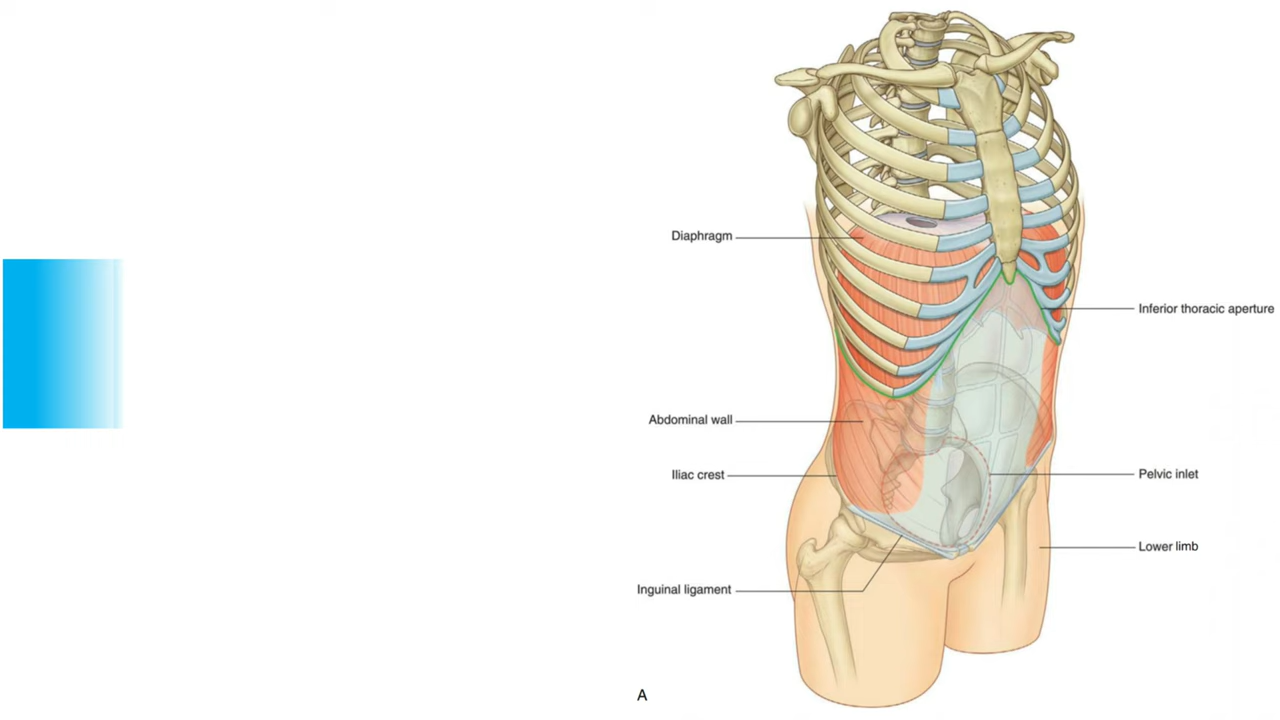 Diaphragm
Inferior thoracic aperture
Abdominal wall
Iliac crest
Pelvic inlet
Lower limb
Inguinal ligament
A